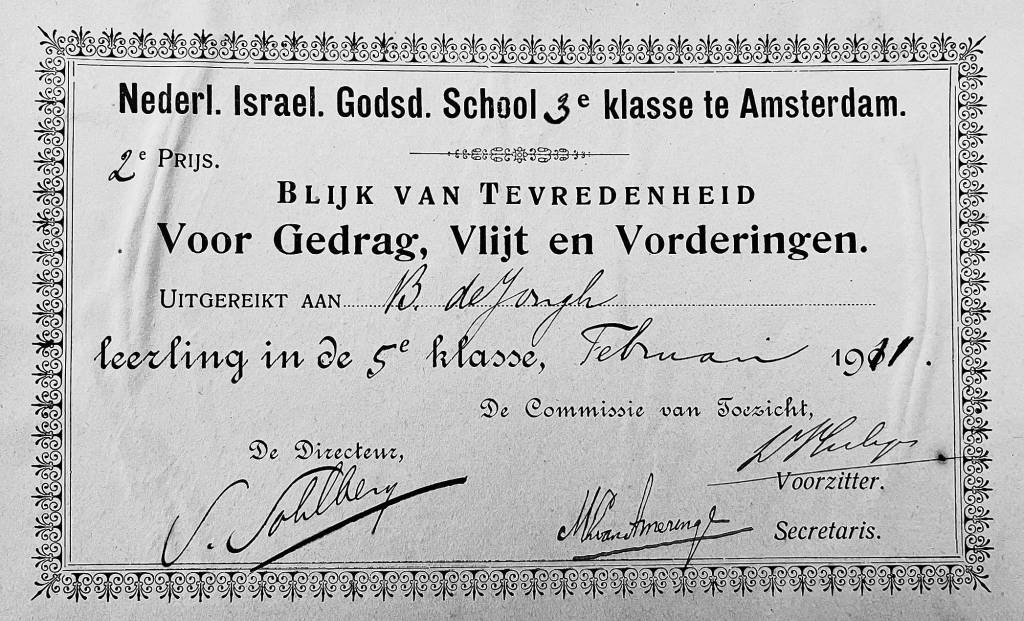 Nederl. Israel. Godsd. School 3e klasse te Amsterdam.
2e PRIJS.
BLIJK VAN TEVREDENHEID
Voor Gedrag, Vlijt en Vorderingen.
UITGEREIKT AAN B. de Jongh
leerling in de 5e klasse, Februari 1911.
De Commissie van Toezicht,
De Directeur,
Voorzitter.
Secretaris.